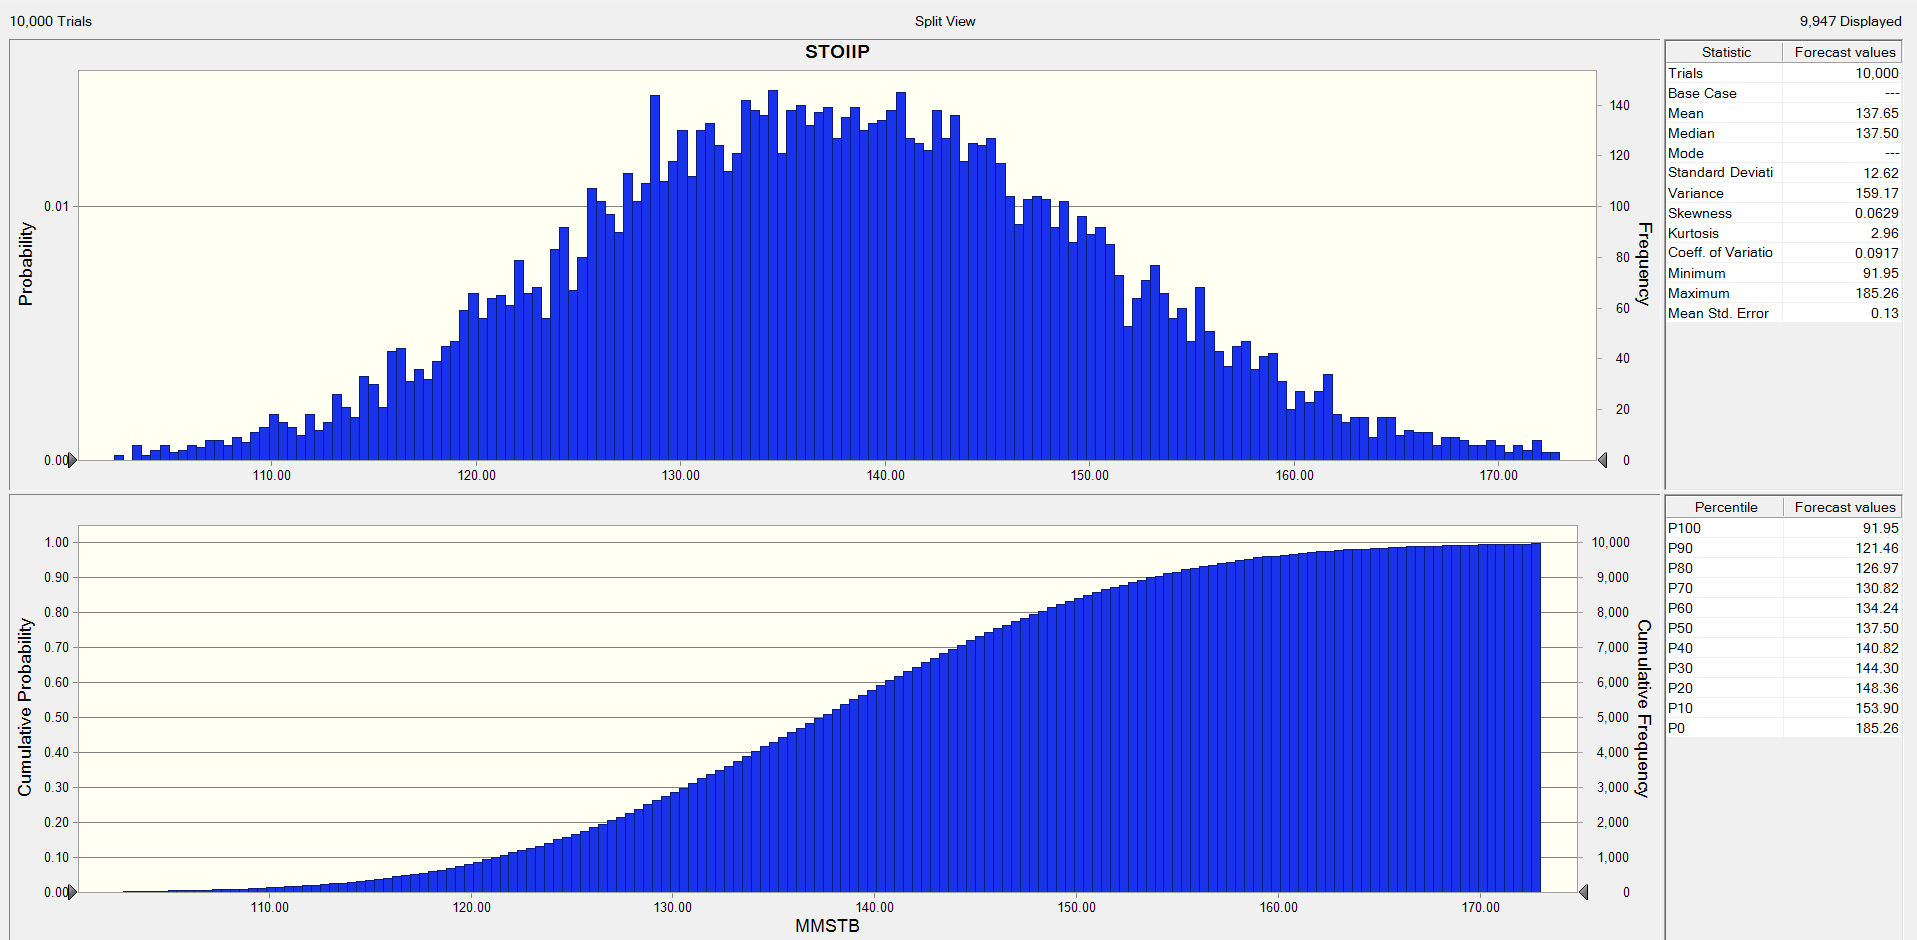 10,000 Trials
Split View
9,947 Displayed
STOIIP
Probability
0.01
0.00
140
120
100
80
60
40
20
0
Frequency
110.00
120.00
130.00
140.00
150.00
160.00
170.00
Statistic Forecast values
Trials 10,000
Base Case ---
Mean 137.65
Median 137.50
Mode ---
Standard Deviati 12.62
Variance 159.17
Skewness 0.0629
Kurtosis 2.96
Coeff. of Variatio 0.0917
Minimum 91.95
Maximum 185.26
Mean Std. Error 0.13
Cumulative Probability
1.00
0.90
0.80
0.70
0.60
0.50
0.40
0.30
0.20
0.10
0.00
10,000
9,000
8,000
7,000
6,000
5,000
4,000
3,000
2,000
1,000
0
Cumulative Frequency
110.00
120.00
130.00
140.00
150.00
160.00
170.00
MMSTB
Percentile Forecast values
P100 91.95
P90 121.46
P80 126.97
P70 130.82
P60 134.24
P50 137.50
P40 140.82
P30 144.30
P20 148.36
P10 153.90
P0 185.26